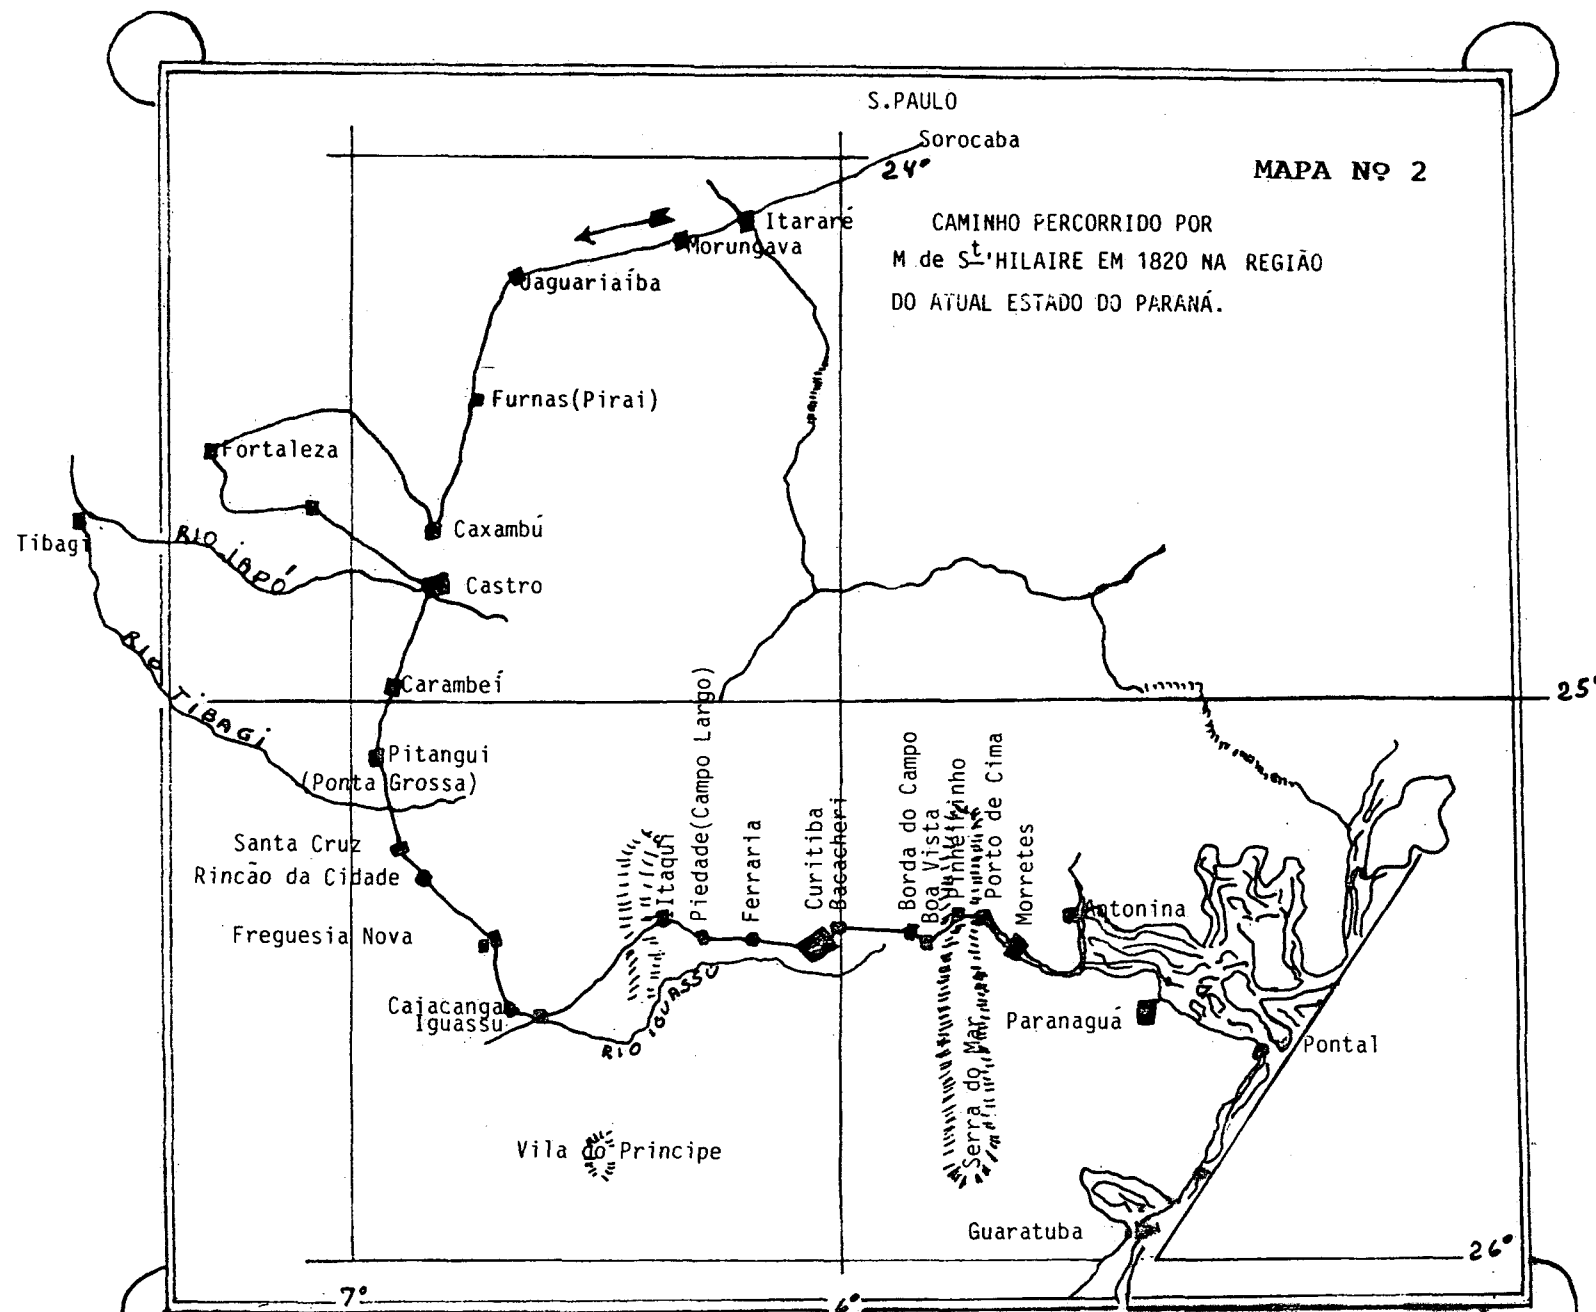 S.PAULO
Sorocaba
24°
MAPA Nº 2
CAMINHO PERCORRIDO POR
M de St.'HILAIRE EM 1820 NA REGIÃO
DO ATUAL ESTADO DO PARANÁ.
Itararé
Morungava
Jaguariaíba
Furnas(Pirai)
Fortaleza
Caxambú
Tibagi
RIO iAPÓ
Castro
RIO TIBAGI
Carambeí
25°
Pitangui
(Ponta Grossa)
Santa Cruz
Rincão da Cidade
Freguesia Nova
Itaqui
Piedade(Campo Largo)
Ferraria
Curitiba
Bacacheri
Borda do Campo
Boa Vista
Pinheirinho
Porto de Cima
Morretes
Antonina
Caiacanga
Iguassu
RIO IGUASSU
Paranaguá
Pontal
Serra do Mar
Vila do Principe
Guaratuba
26°
7°
6°